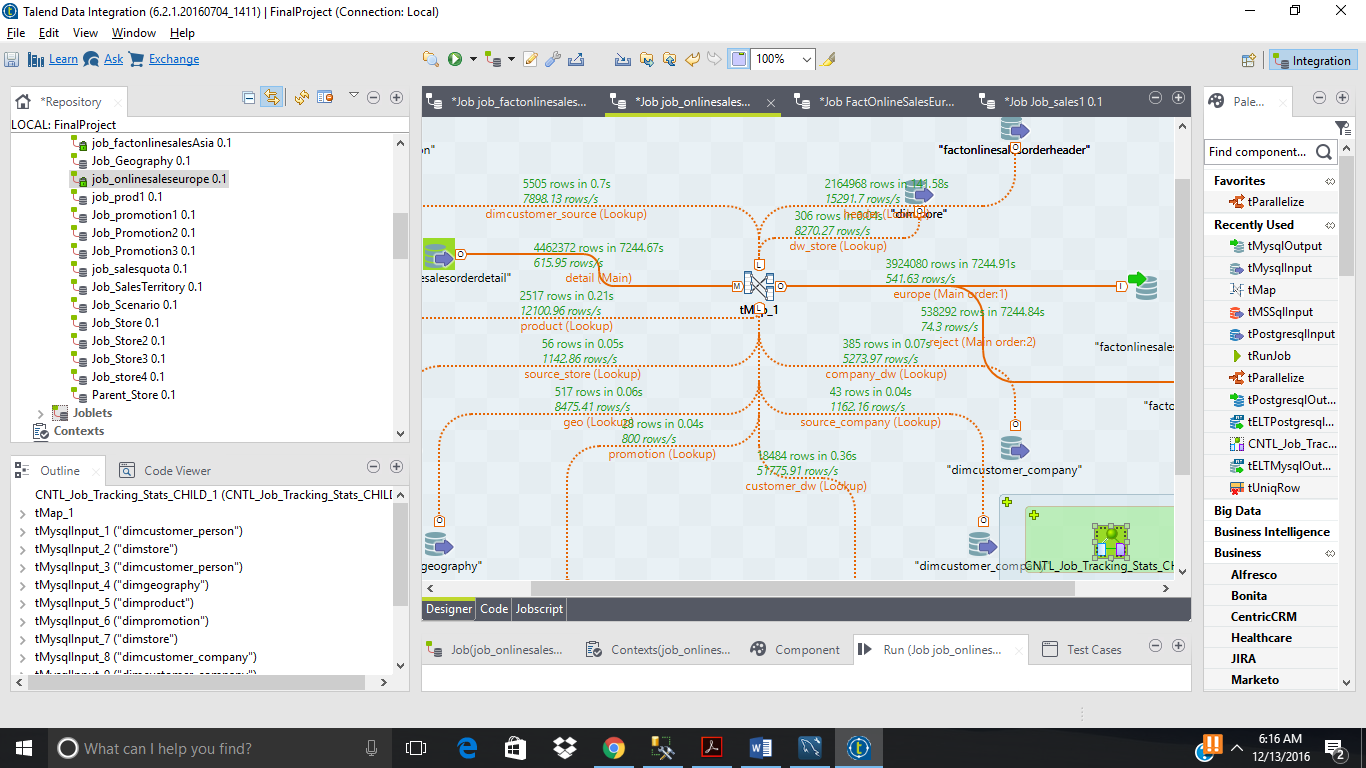 Talend Data Integration (6.2.1.20160704_1411) | FinalProject (Connection: Local)
File Edit View Window Help
Learn Ask Exchange
100%
Integration
*Repository
LOCAL: FinalProject
job_factonlinesalesAsia 0.1
Job_Geography 0.1
job_onlinesaleseurope 0.1
job_prod1 0.1
Job_promotion1 0.1
Job_Promotion2 0.1
Job_Promotion3 0.1
job_salesquota 0.1
Job_SalesTerritory 0.1
Job_Scenario 0.1
Job_Store 0.1
Job_Store2 0.1
Job_Store3 0.1
Job_store4 0.1
Parent_Store 0.1
Joblets
Contexts
Outline
Code Viewer
CNTL_Job_Tracking_Stats_CHILD_1 (CNTL_Job_Tracking_Stats_CHILD
tMap_1
tMysqlInput_1 ("dimcustomer_person")
tMysqlInput_2 ("dimstore")
tMysqlInput_3 ("dimcustomer_person")
tMysqlInput_4 ("dimgeography")
tMysqlInput_5 ("dimproduct")
tMysqlInput_6 ("dimpromotion")
tMysqlInput_7 ("dimstore")
tMysqlInput_8 ("dimcustomer_company")
*Job job_factonlinesales...
*Job job_onlinesales...
*Job FactOnlineSalesEur...
*Job Job_sales1 0.1
on"
"factonlinesalesorderheader"
5505 rows in 0.7s
7898.13 rows/s
dimcustomer_source (Lookup)
2164968 rows in 141.58s
15291.7 rows/s
header (Lookup)
"dimstore"
306 rows in 0.04s
8270.27 rows/s
dw_store (Lookup)
4462372 rows in 7244.67s
615.95 rows/s
detail (Main)
esalesorderdetail"
3924080 rows in 7244.91s
541.63 rows/s
europe (Main order:1)
M
L
O
I
tMap_1
2517 rows in 0.21s
12100.96 rows/s
product (Lookup)
538292 rows in 7244.84s
74.3 rows/s
reject (Main order:2)
"factonlinesales
56 rows in 0.05s
1142.86 rows/s
source_store (Lookup)
385 rows in 0.07s
5273.97 rows/s
company_dw (Lookup)
517 rows in 0.06s
8475.41 rows/s
geo (Lookup)
43 rows in 0.04s
1162.16 rows/s
source_company (Lookup)
"facto
28 rows in 0.04s
800 rows/s
promotion (Lookup)
18484 rows in 0.36s
51775.91 rows/s
customer_dw (Lookup)
"dimcustomer_company"
geography"
"dimcustomer_company"
CNTL_Job_Tracking_Stats_CH
Designer Code Jobscript
Job(job_onlinesales...
Contexts(job_onlines...
Component
Run (Job job_onlines...
Test Cases
Pale...
Find component...
Favorites
tParallelize
Recently Used
tMysqlOutput
tMysqlInput
tMap
tMSSqlInput
tPostgresqlInput
tRunJob
tParallelize
tPostgresqlOut...
tELTPostgresql...
CNTL_Job_Trac...
tELTMysqlOut...
tUniqRow
Big Data
Business Intelligence
Business
Alfresco
Bonita
CentricCRM
Healthcare
JIRA
Marketo
What can I help you find?
6:16 AM
12/13/2016
2